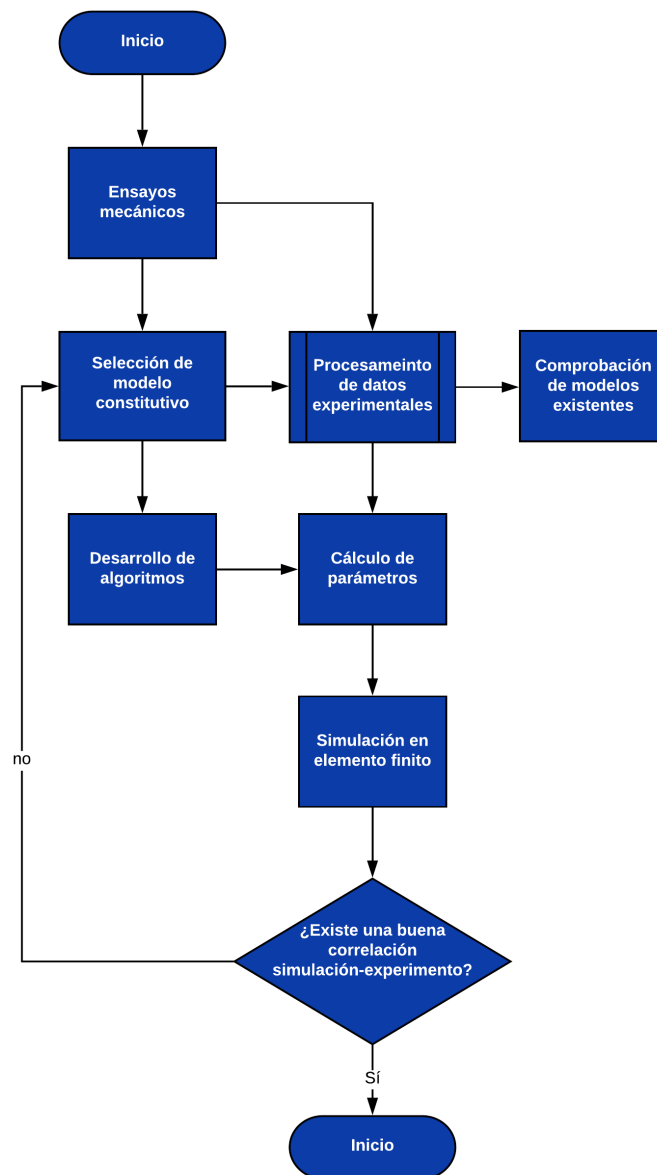 Inicio
Ensayos
mecánicos
Selección de
modelo
constitutivo
Procesameinto
de datos
experimentales
Comprobación
de modelos
existentes
Desarrollo de
algoritmos
Cálculo de
parámetros
Simulación en
elemento finito
no
¿Existe una buena
correlación
simulación-experimento?
Sí
Inicio